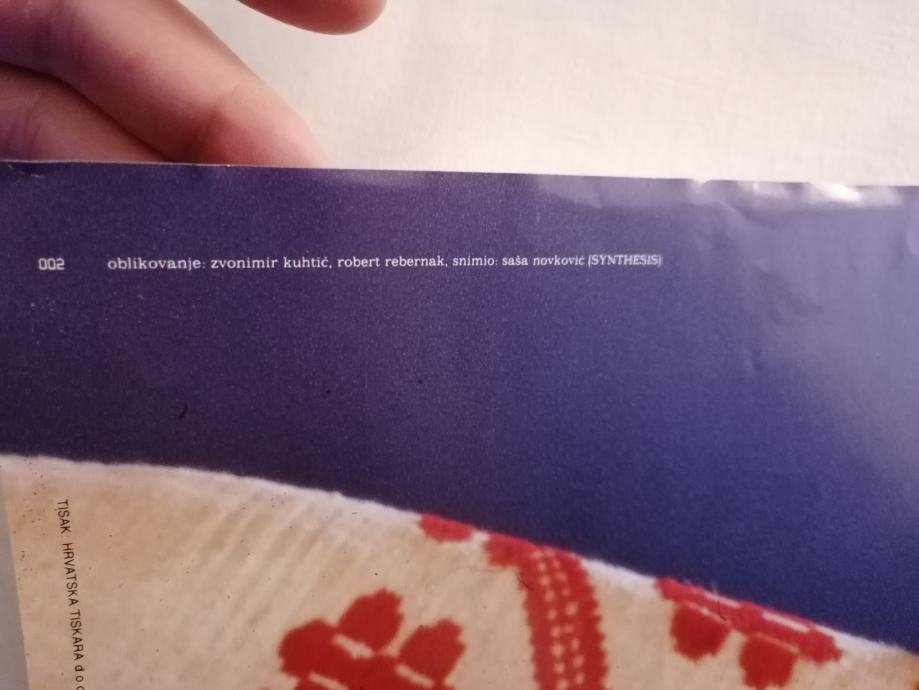 002 oblikovanje: zvonimir kuhtić, robert rebernak, snimio: saša novković (SYNTHESIS)
TISAK: HRVATSKA TISKARA d.o.